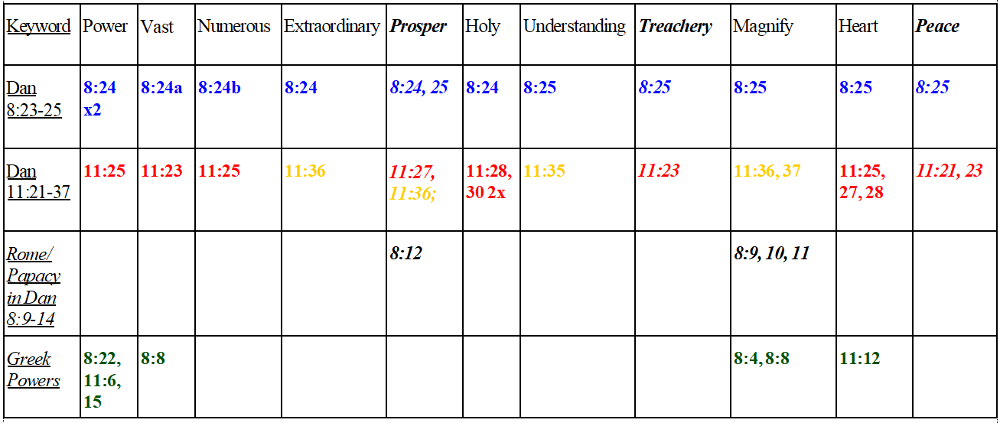 Keyword Power Vast Numerous Extraordinary Prosper Holy Understanding Treachery Magnify Heart Peace
Dan 8:24 8:24a 8:24b 8:24 8:24, 25 8:24 8:25 8:25 8:25 8:25 8:25
8:23-25 x2
Dan 11:25 11:23 11:25 11:36 11:27, 11:28, 11:35 11:23 11:36, 37 11:25, 11:21, 23
11:21-37 11:36; 30 2x 27, 28
Rome/ 8:12 8:9, 10, 11
Papacy
in Dan
8:9-14
Greek 8:22, 8:8 8:4, 8:8 11:12
Powers 11:6,
15